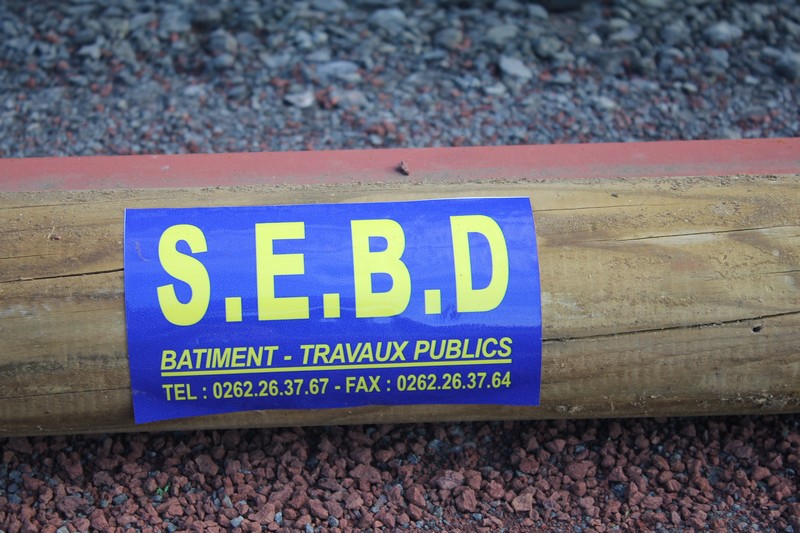 S.E.B.D
BATIMENT - TRAVAUX PUBLICS
TEL : 0262.26.37.67 - FAX : 0262.26.37.64